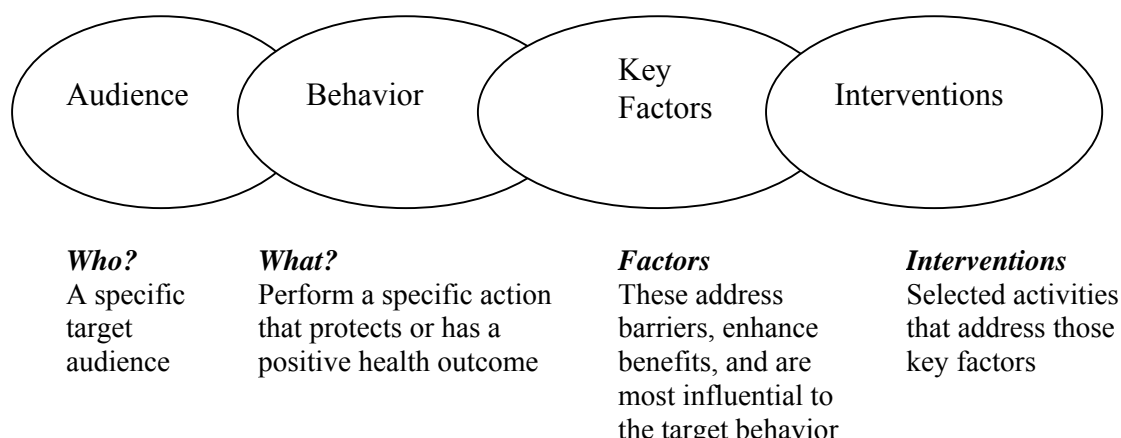 Audience
Behavior
Key
Factors
Interventions
Who?
A specific
target
audience
What?
Perform a specific action
that protects or has a
positive health outcome
Factors
These address
barriers, enhance
benefits, and are
most influential to
the target behavior
Interventions
Selected activities
that address those
key factors